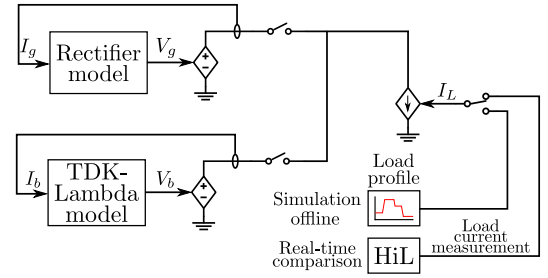 I_g
Rectifier
model
V_g
+
−
I_L
I_b
TDK-
Lambda
model
V_b
+
−
Load
profile
Simulation
offline
Real-time
comparison
HiL
Load
current
measurement